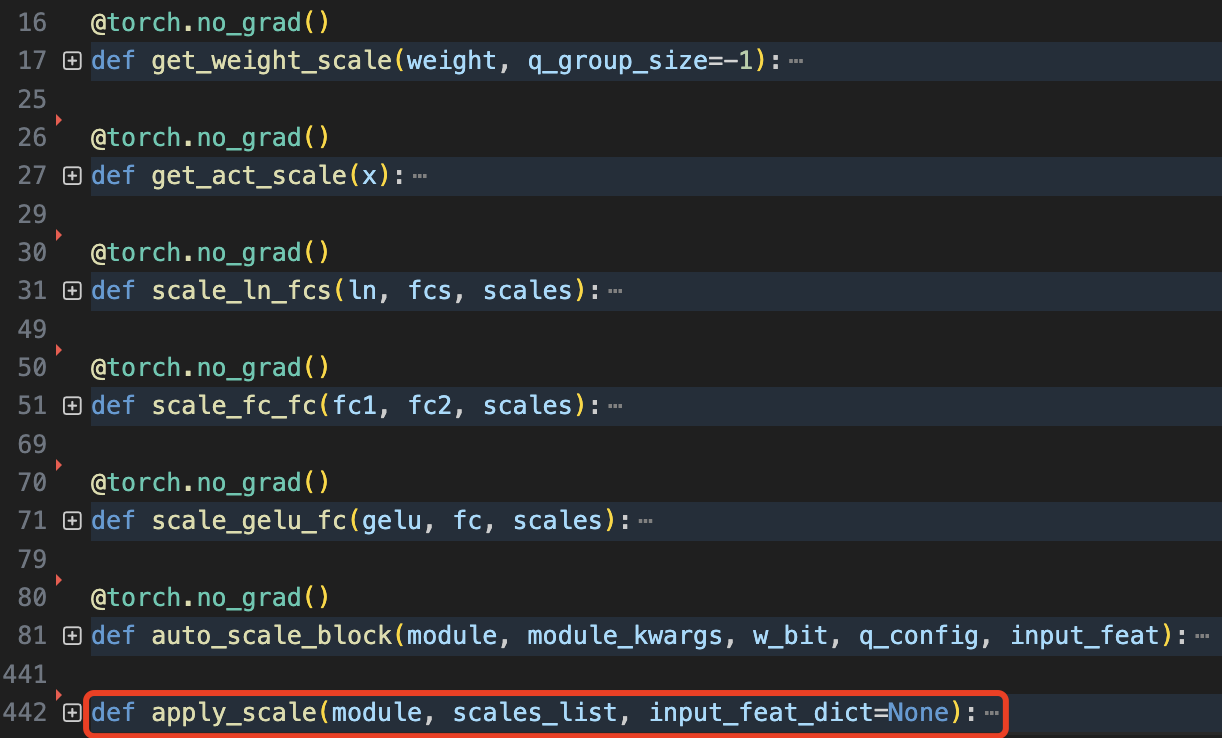 16 @torch.no_grad()
17 def get_weight_scale(weight, q_group_size=-1): ⋯
25
26 @torch.no_grad()
27 def get_act_scale(x): ⋯
29
30 @torch.no_grad()
31 def scale_ln_fcs(ln, fcs, scales): ⋯
49
50 @torch.no_grad()
51 def scale_fc_fc(fc1, fc2, scales): ⋯
69
70 @torch.no_grad()
71 def scale_gelu_fc(gelu, fc, scales): ⋯
79
80 @torch.no_grad()
81 def auto_scale_block(module, module_kwargs, w_bit, q_config, input_feat): ⋯
441
442 def apply_scale(module, scales_list, input_feat_dict=None): ⋯